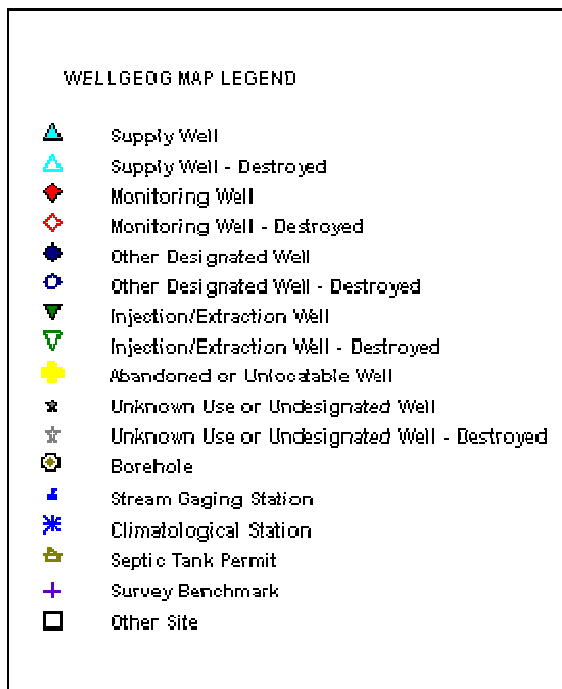 WELLGEOG MAP LEGEND
Supply Well
Supply Well - Destroyed
Monitoring Well
Monitoring Well - Destroyed
Other Designated Well
Other Designated Well - Destroyed
Injection/Extraction Well
Injection/Extraction Well - Destroyed
Abandoned or Unlocatable Well
Unknown Use or Undesignated Well
Unknown Use or Undesignated Well - Destroyed
Borehole
Stream Gaging Station
Climatological Station
Septic Tank Permit
Survey Benchmark
Other Site